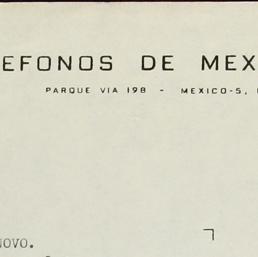 EFONOS DE MEX
PARQUE VIA 198 - MEXICO-5,
NOVO.